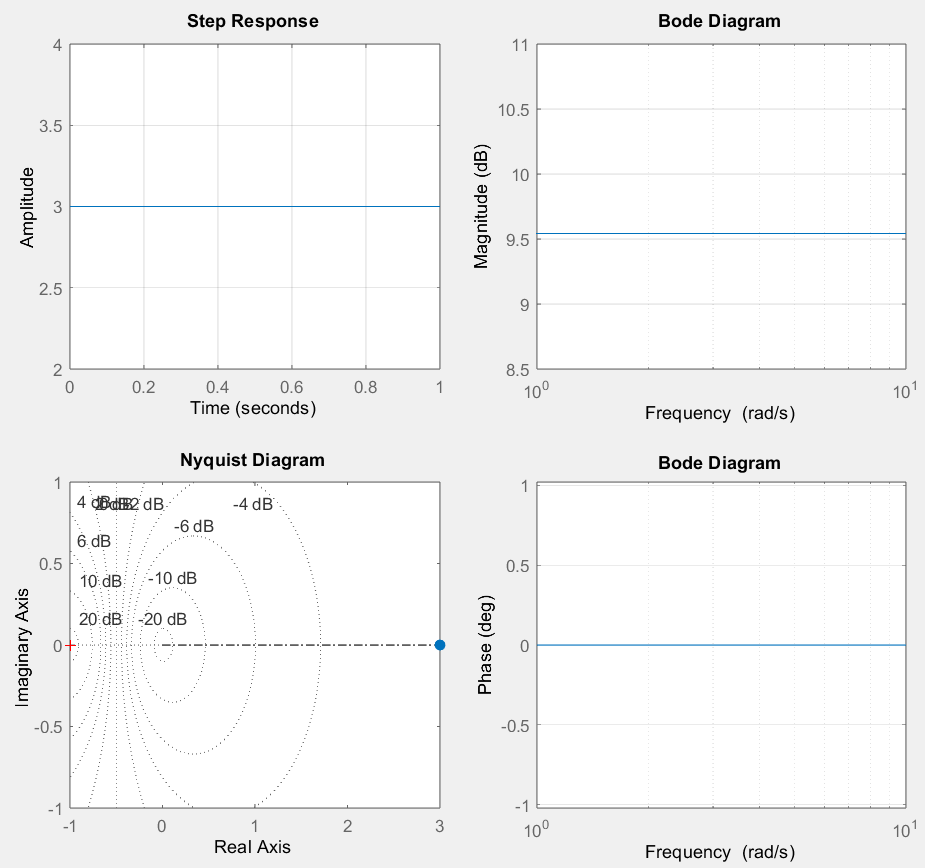 Step Response
4
3.5
3
2.5
2
Amplitude
0 0.2 0.4 0.6 0.8 1
Time (seconds)
Bode Diagram
11
10.5
10
9.5
9
8.5
Magnitude (dB)
10^0 10^1
Frequency (rad/s)
Nyquist Diagram
1
0.5
0
-0.5
-1
Imaginary Axis
4 dB 2 dB -4 dB
-6 dB
6 dB
10 dB -10 dB
20 dB -20 dB
-1 0 1 2 3
Real Axis
Bode Diagram
1
0.5
0
-0.5
-1
Phase (deg)
10^0 10^1
Frequency (rad/s)